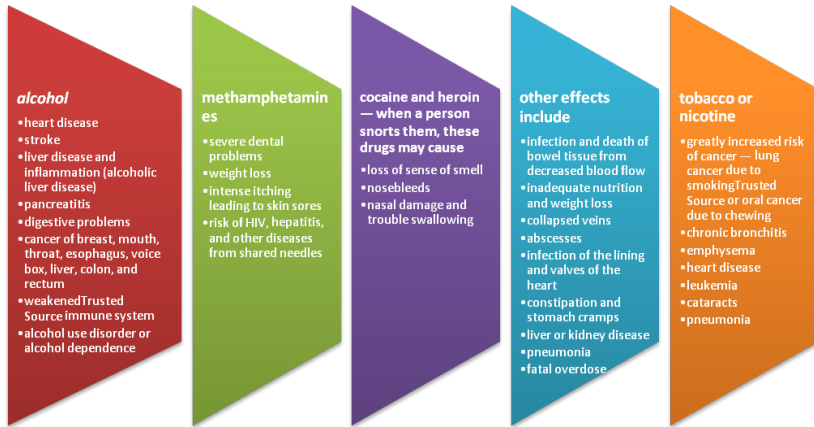 alcohol
▪heart disease
▪stroke
▪liver disease and
inflammation (alcoholic
liver disease)
▪pancreatitis
▪digestive problems
▪cancer of breast, mouth,
throat, esophagus, voice
box, liver, colon, and
rectum
▪weakenedTrusted
Source immune system
▪alcohol use disorder or
alcohol dependence
methamphetamin
es
▪severe dental
problems
▪weight loss
▪intense itching
leading to skin sores
▪risk of HIV, hepatitis,
and other diseases
from shared needles
cocaine and heroin
— when a person
snorts them, these
drugs may cause
▪loss of sense of smell
▪nosebleeds
▪nasal damage and
trouble swallowing
other effects
include
▪infection and death of
bowel tissue from
decreased blood flow
▪inadequate nutrition
and weight loss
▪collapsed veins
▪abscesses
▪infection of the lining
and valves of the
heart
▪constipation and
stomach cramps
▪liver or kidney disease
▪pneumonia
▪fatal overdose
tobacco or
nicotine
▪greatly increased risk
of cancer — lung
cancer due to
smokingTrusted
Source or oral cancer
due to chewing
▪chronic bronchitis
▪emphysema
▪heart disease
▪leukemia
▪cataracts
▪pneumonia